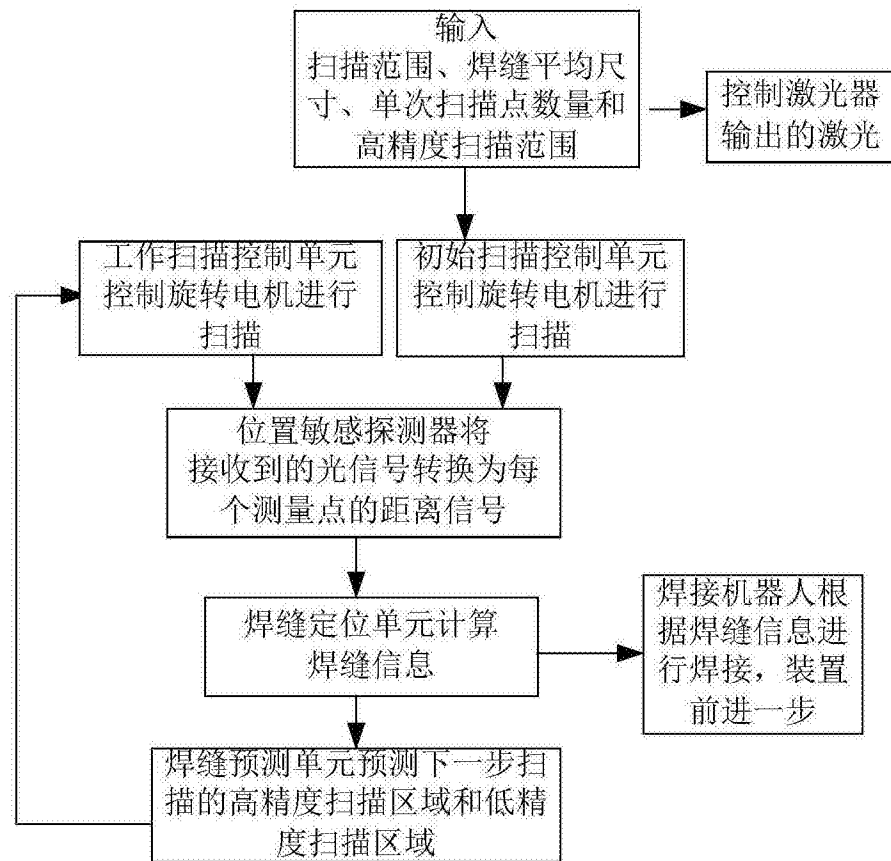 输入
扫描范围、焊缝平均尺
寸、单次扫描点数量和
高精度扫描范围
控制激光器
输出的激光
工作扫描控制单元
控制旋转电机进行
扫描
初始扫描控制单元
控制旋转电机进行
扫描
位置敏感探测器将
接收到的光信号转换为每
个测量点的距离信号
焊缝定位单元计算
焊缝信息
焊接机器人根
据焊缝信息进
行焊接，装置
前进一步
焊缝预测单元预测下一步扫
描的高精度扫描区域和低精
度扫描区域